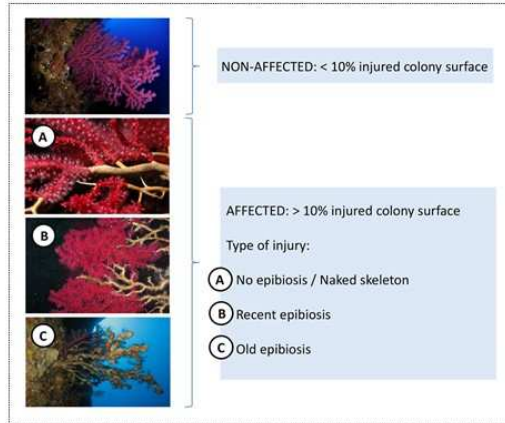 NON-AFFECTED: < 10% injured colony surface
A
B
C
AFFECTED: > 10% injured colony surface
Type of injury:
A No epibiosis / Naked skeleton
B Recent epibiosis
C Old epibiosis